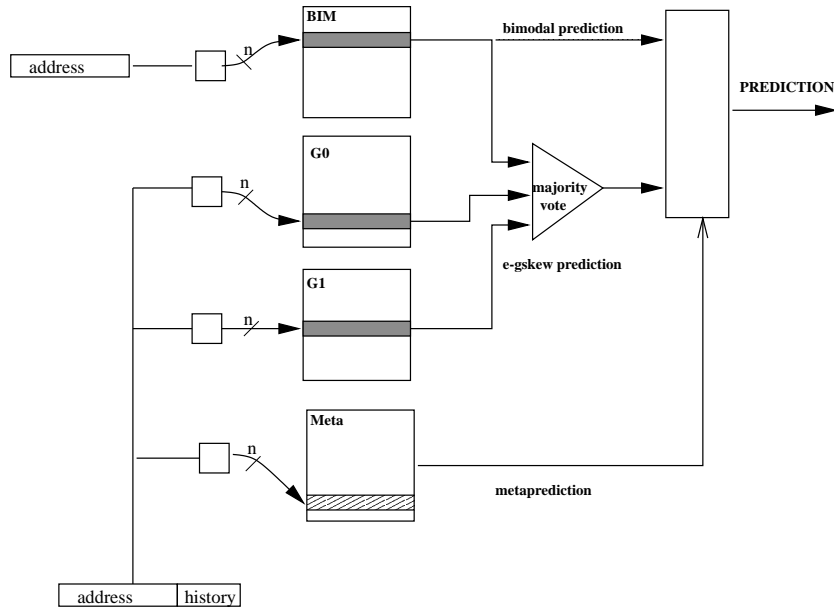 BIM
n
bimodal prediction
address
PREDICTION
G0
n
majority
vote
e-gskew prediction
G1
n
Meta
n
metaprediction
address history